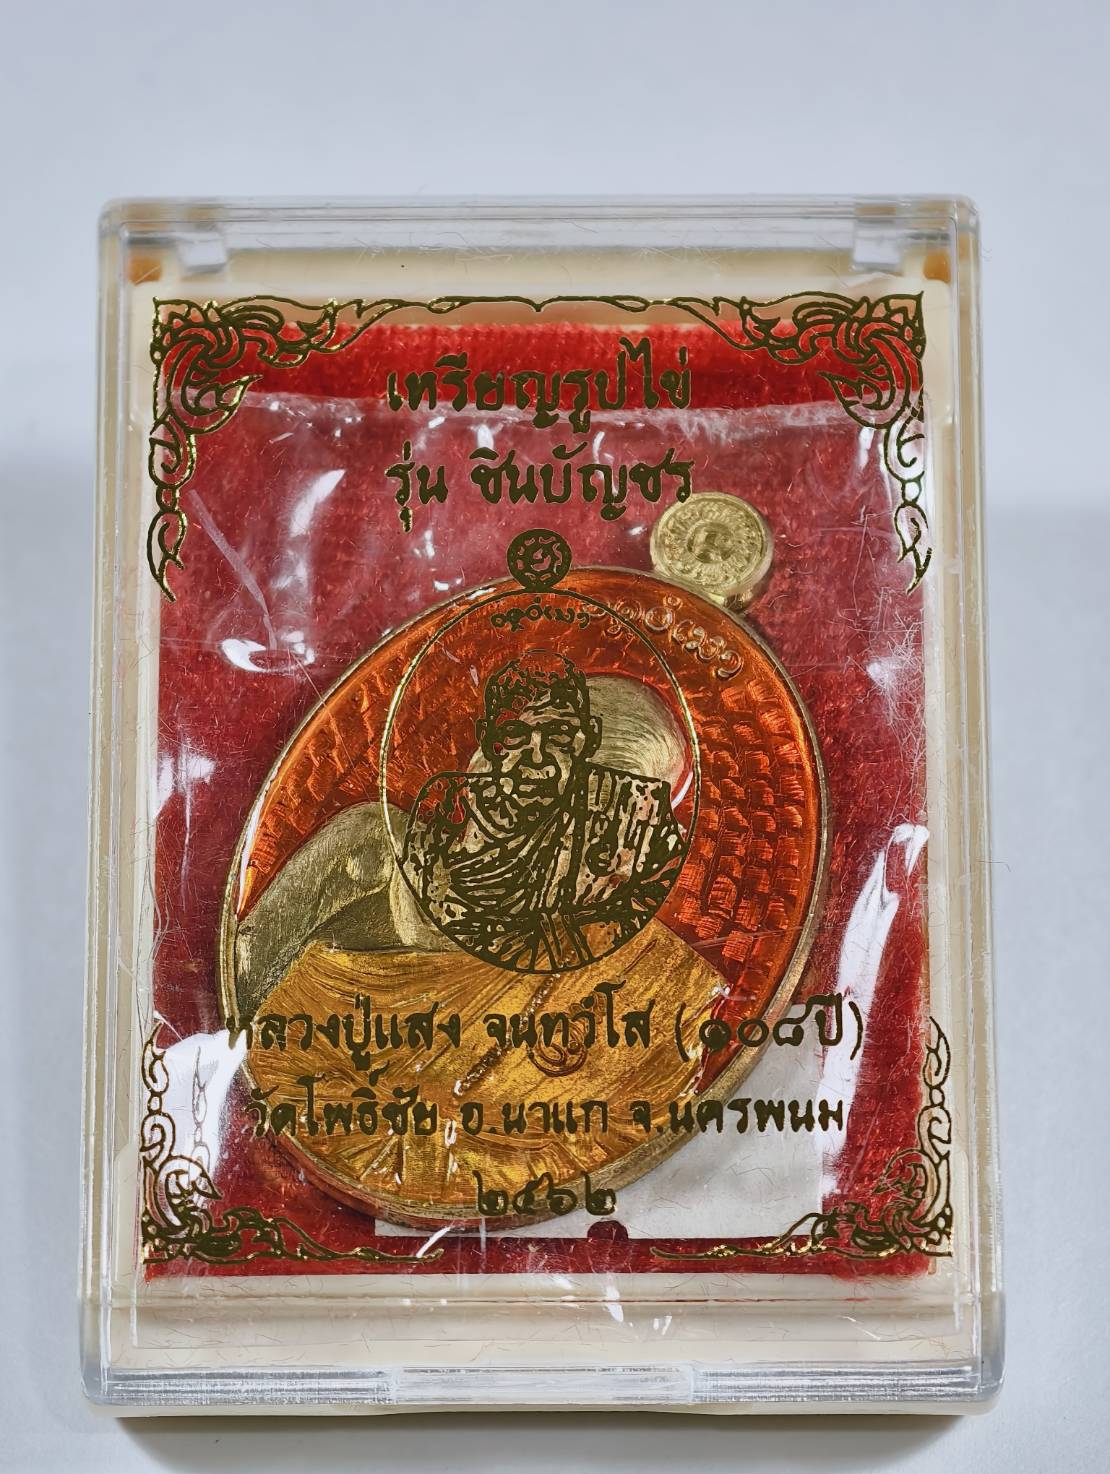 เหรียญรูปไข่
รุ่น ชินบัญชร
หลวงปู่แสง จนฺทวํโส (๑๐๘ปี)
วัดโพธิ์ชัย อ.นาแก จ.นครพนม
๒๕๖๒